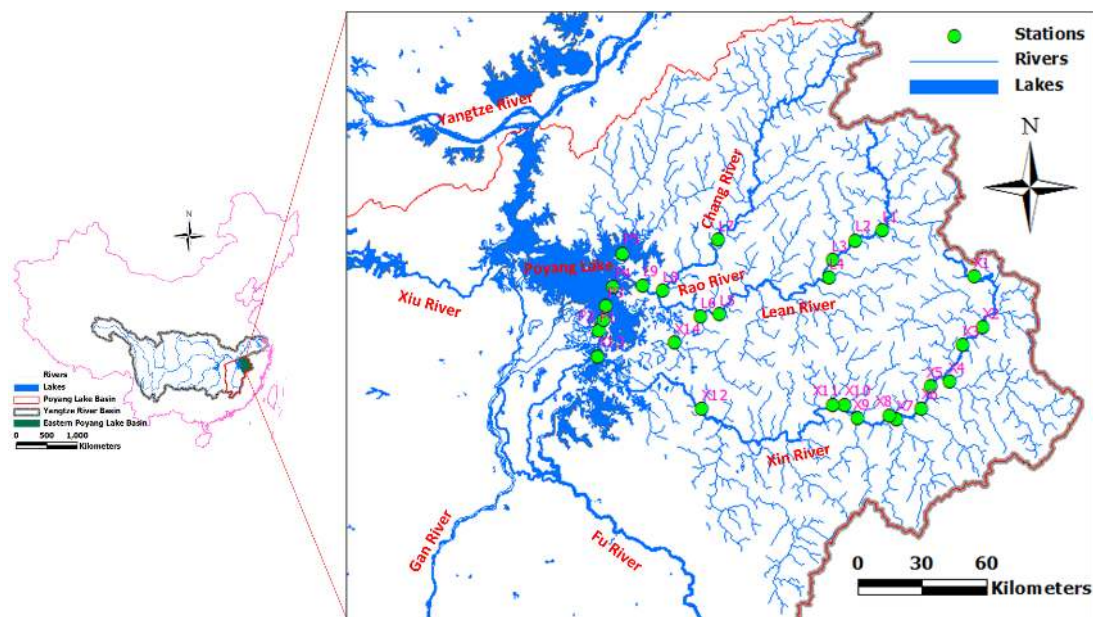 N
Rivers
Lakes
Poyang Lake Basin
Yangtze River Basin
Eastern Poyang Lake Basin
0 500 1,000
Kilometers
Stations
Rivers
Lakes
N
Yangtze River
Chang River
Poyang Lake
Xiu River
Rao River
Lean River
Xin River
Gan River
Fu River
L2
L3
L4
L7
L9
L8
L6 L5
X14
X1
X2
X3
X5 X4
X12
X11 X10
X9
X8
X7
X6
0 30 60
Kilometers